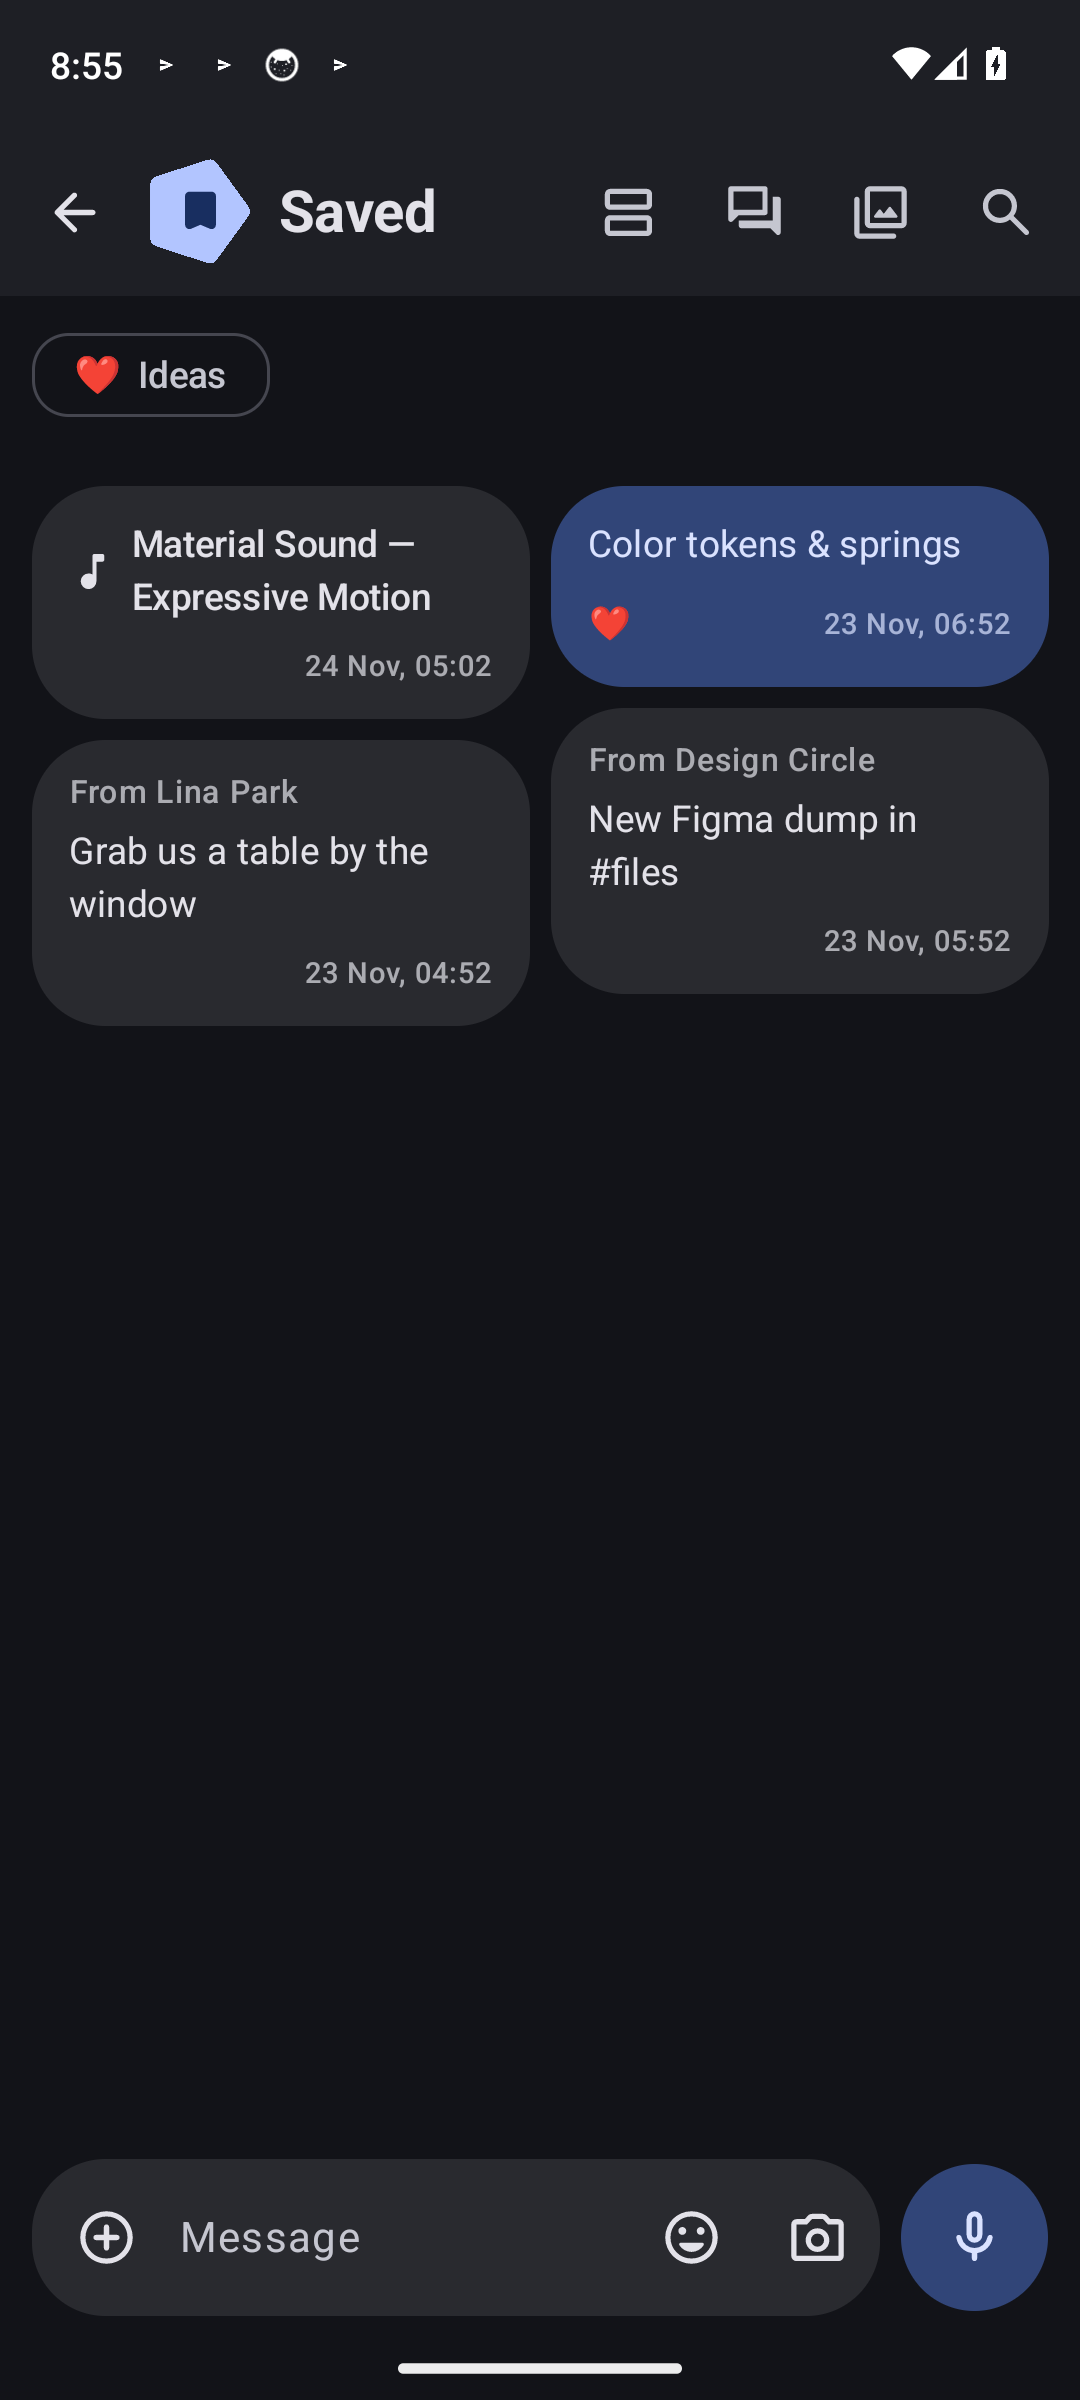 8:55
Saved
❤️ Ideas
Material Sound —
Expressive Motion
24 Nov, 05:02
Color tokens & springs
❤️ 23 Nov, 06:52
From Lina Park
Grab us a table by the
window
23 Nov, 04:52
From Design Circle
New Figma dump in
#files
23 Nov, 05:52
Message